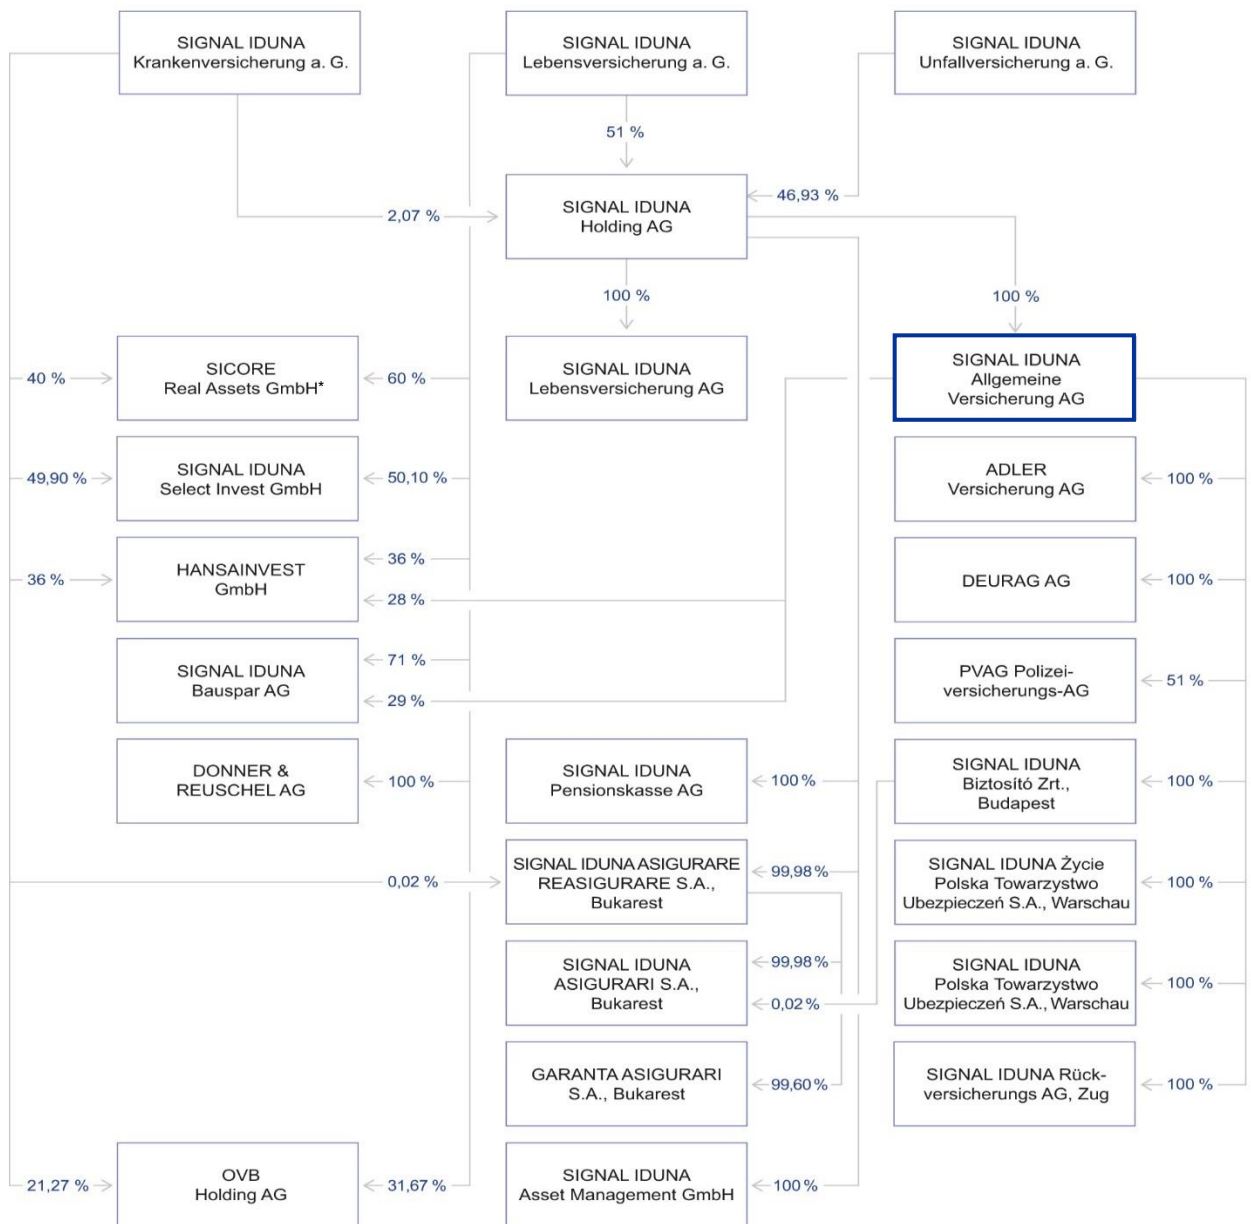 SIGNAL IDUNA
Krankenversicherung a. G.
SIGNAL IDUNA
Lebensversicherung a. G.
SIGNAL IDUNA
Unfallversicherung a. G.
51 %
46,93 %
2,07 %
SIGNAL IDUNA
Holding AG
100 %
100 %
40 %
SICORE
Real Assets GmbH*
60 %
SIGNAL IDUNA
Lebensversicherung AG
SIGNAL IDUNA
Allgemeine
Versicherung AG
49,90 %
SIGNAL IDUNA
Select Invest GmbH
50,10 %
ADLER
Versicherung AG
100 %
36 %
HANSAINVEST
GmbH
36 %
28 %
DEURAG AG
100 %
SIGNAL IDUNA
Bauspar AG
71 %
29 %
PVAG Polizei-
versicherungs-AG
51 %
DONNER &
REUSCHEL AG
100 %
SIGNAL IDUNA
Pensionskasse AG
100 %
SIGNAL IDUNA
Biztosító Zrt.,
Budapest
100 %
0,02 %
SIGNAL IDUNA ASIGURARE
REASIGURARE S.A.,
Bukarest
99,98 %
SIGNAL IDUNA Życie
Polska Towarzystwo
Ubezpieczeń S.A., Warschau
100 %
SIGNAL IDUNA
ASIGURARI S.A.,
Bukarest
99,98 %
0,02 %
SIGNAL IDUNA
Polska Towarzystwo
Ubezpieczeń S.A., Warschau
100 %
GARANTA ASIGURARI
S.A., Bukarest
99,60 %
SIGNAL IDUNA Rück-
versicherungs AG, Zug
100 %
21,27 %
OVB
Holding AG
31,67 %
SIGNAL IDUNA
Asset Management GmbH
100 %